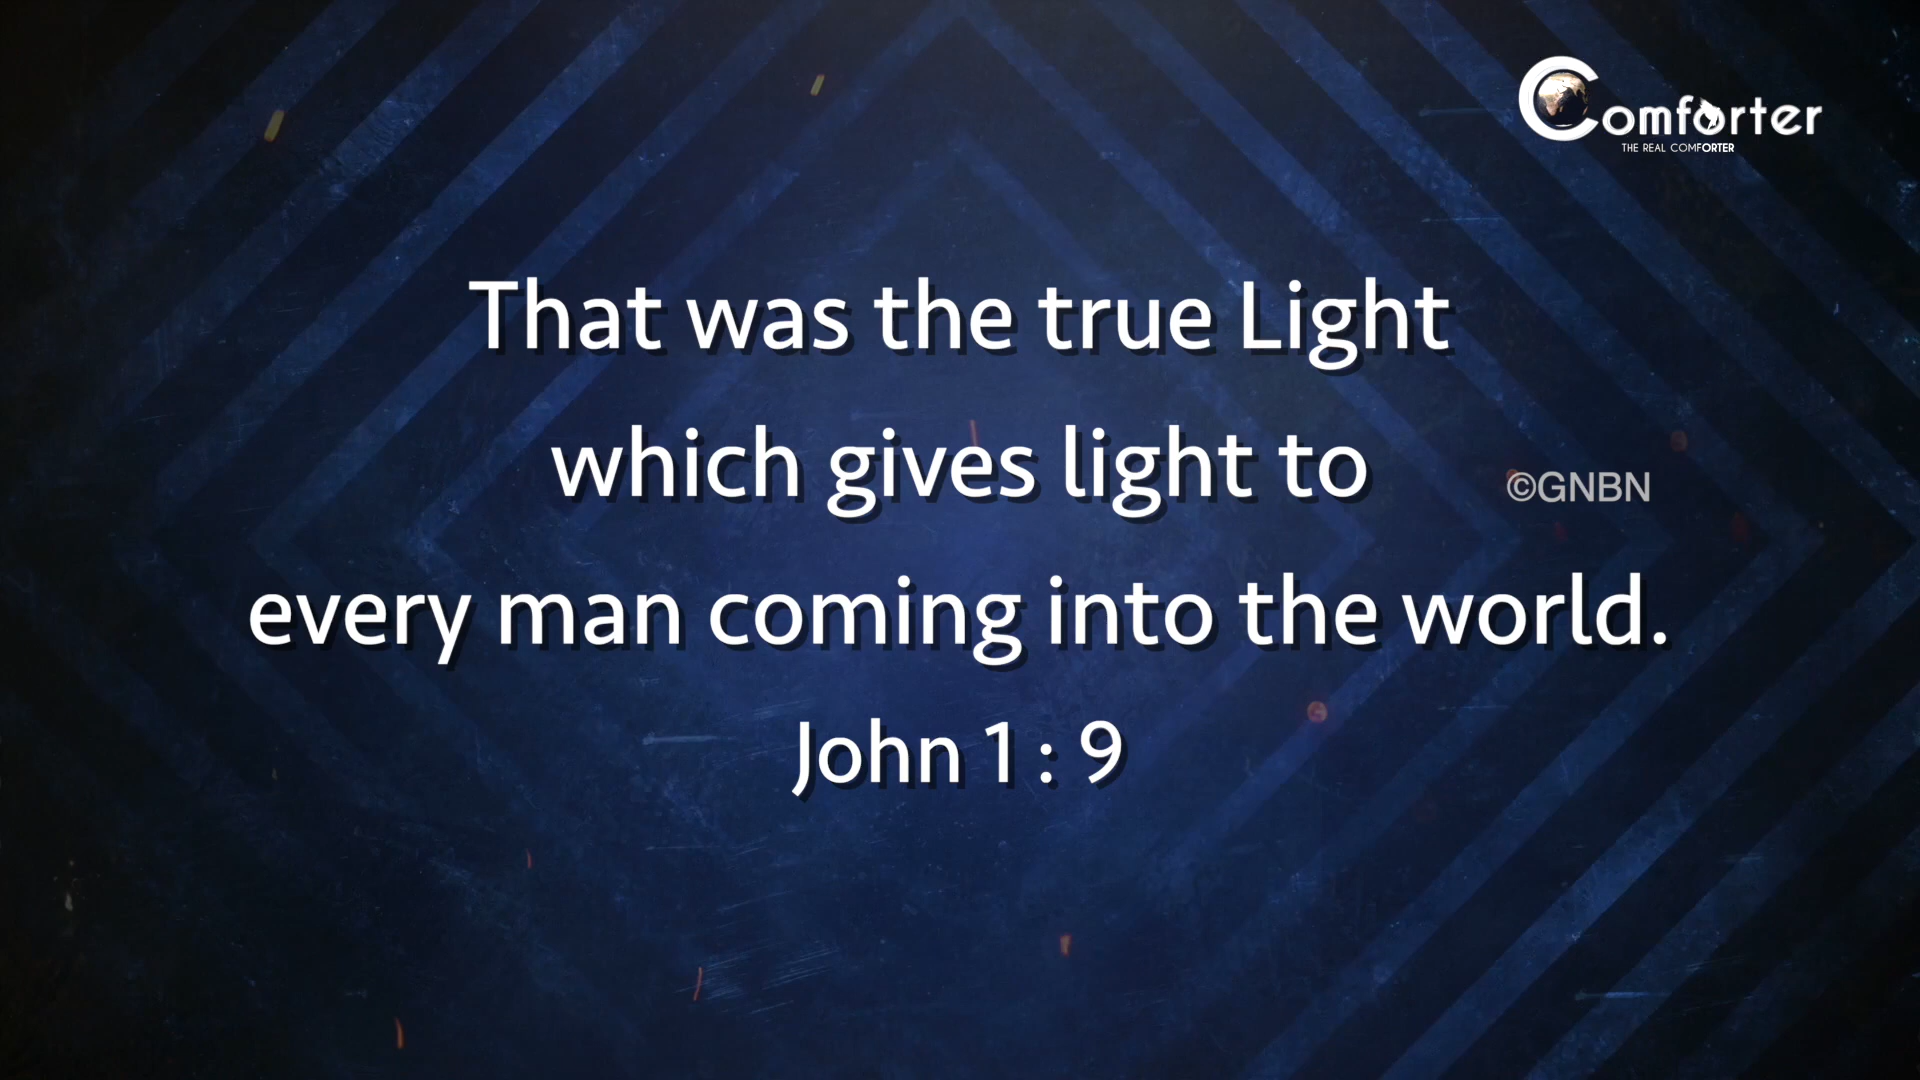 Comforter
THE REAL COMFORTER
That was the true Light
which gives light to
©GNBN
every man coming into the world.
John 1 : 9